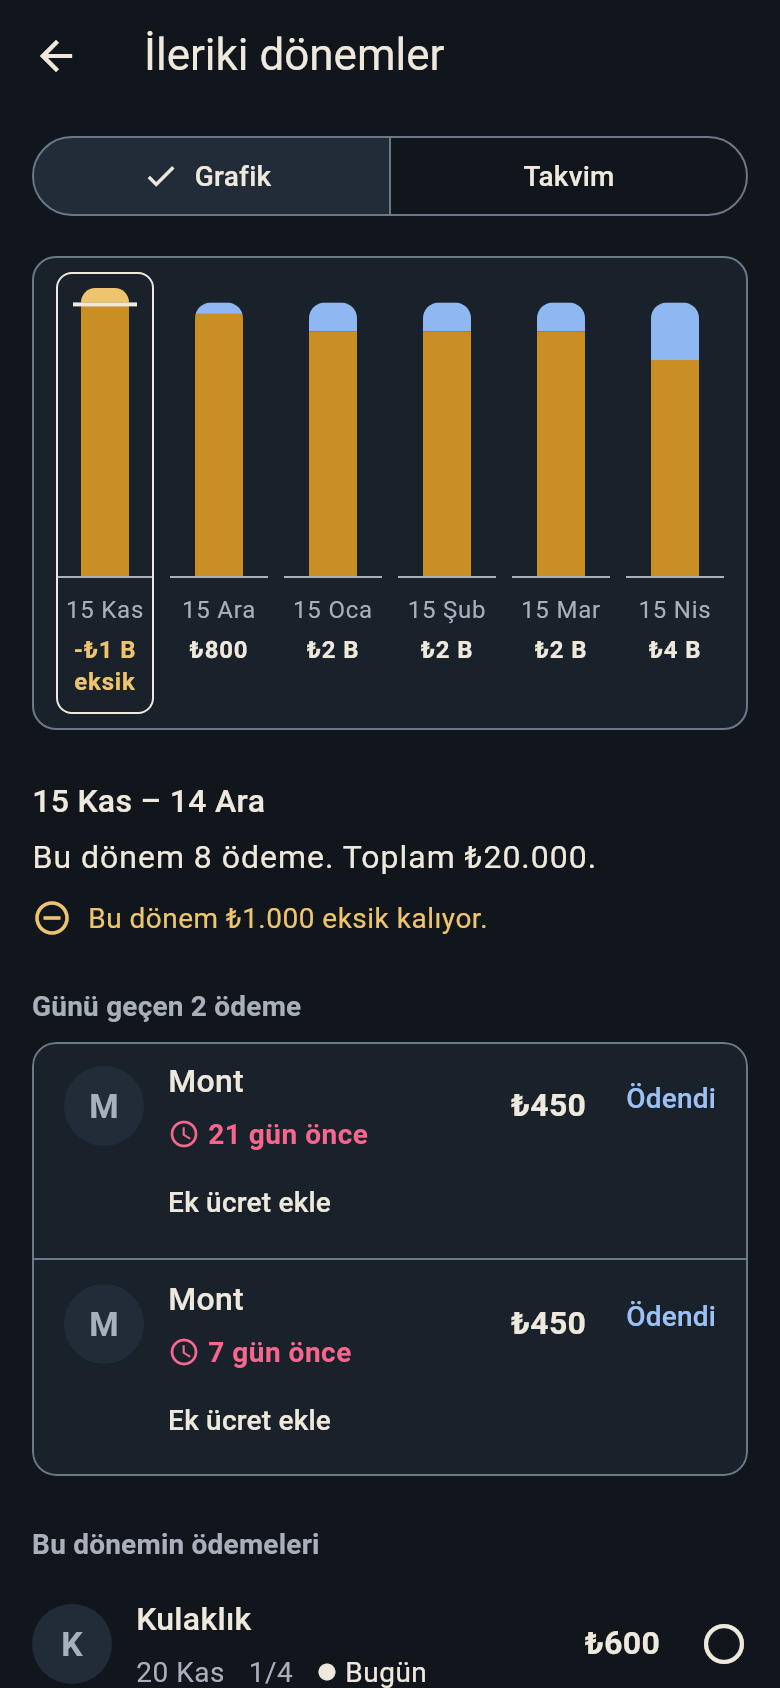 İleriki dönemler
Grafik
Takvim
15 Kas
-₺1 B
eksik
15 Ara
₺800
15 Oca
₺2 B
15 Şub
₺2 B
15 Mar
₺2 B
15 Nis
₺4 B
15 Kas – 14 Ara
Bu dönem 8 ödeme. Toplam ₺20.000.
Bu dönem ₺1.000 eksik kalıyor.
Günü geçen 2 ödeme
M
Mont
21 gün önce
₺450
Ödendi
Ek ücret ekle
M
Mont
7 gün önce
₺450
Ödendi
Ek ücret ekle
Bu dönemin ödemeleri
K
Kulaklık
20 Kas 1/4 ● Bugün
₺600